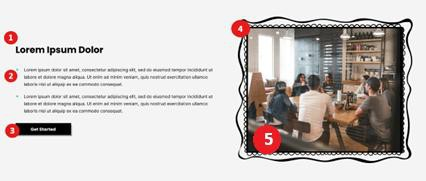 1
Lorem Ipsum Dolor
2
Lorem ipsum dolor sit amet, consectetur adipiscing elit, sed do eiusmod tempor incididunt ut
labore et dolore magna aliqua. Ut enim ad minim veniam, quis nostrud exercitation ullamco
laboris nisi ut aliquip ex ea commodo consequat.
Lorem ipsum dolor sit amet, consectetur adipiscing elit, sed do eiusmod tempor incididunt ut
labore et dolore magna aliqua. Ut enim ad minim veniam, quis nostrud exercitation ullamco
laboris nisi ut aliquip ex ea commodo consequat.
3
Get Started
4
5